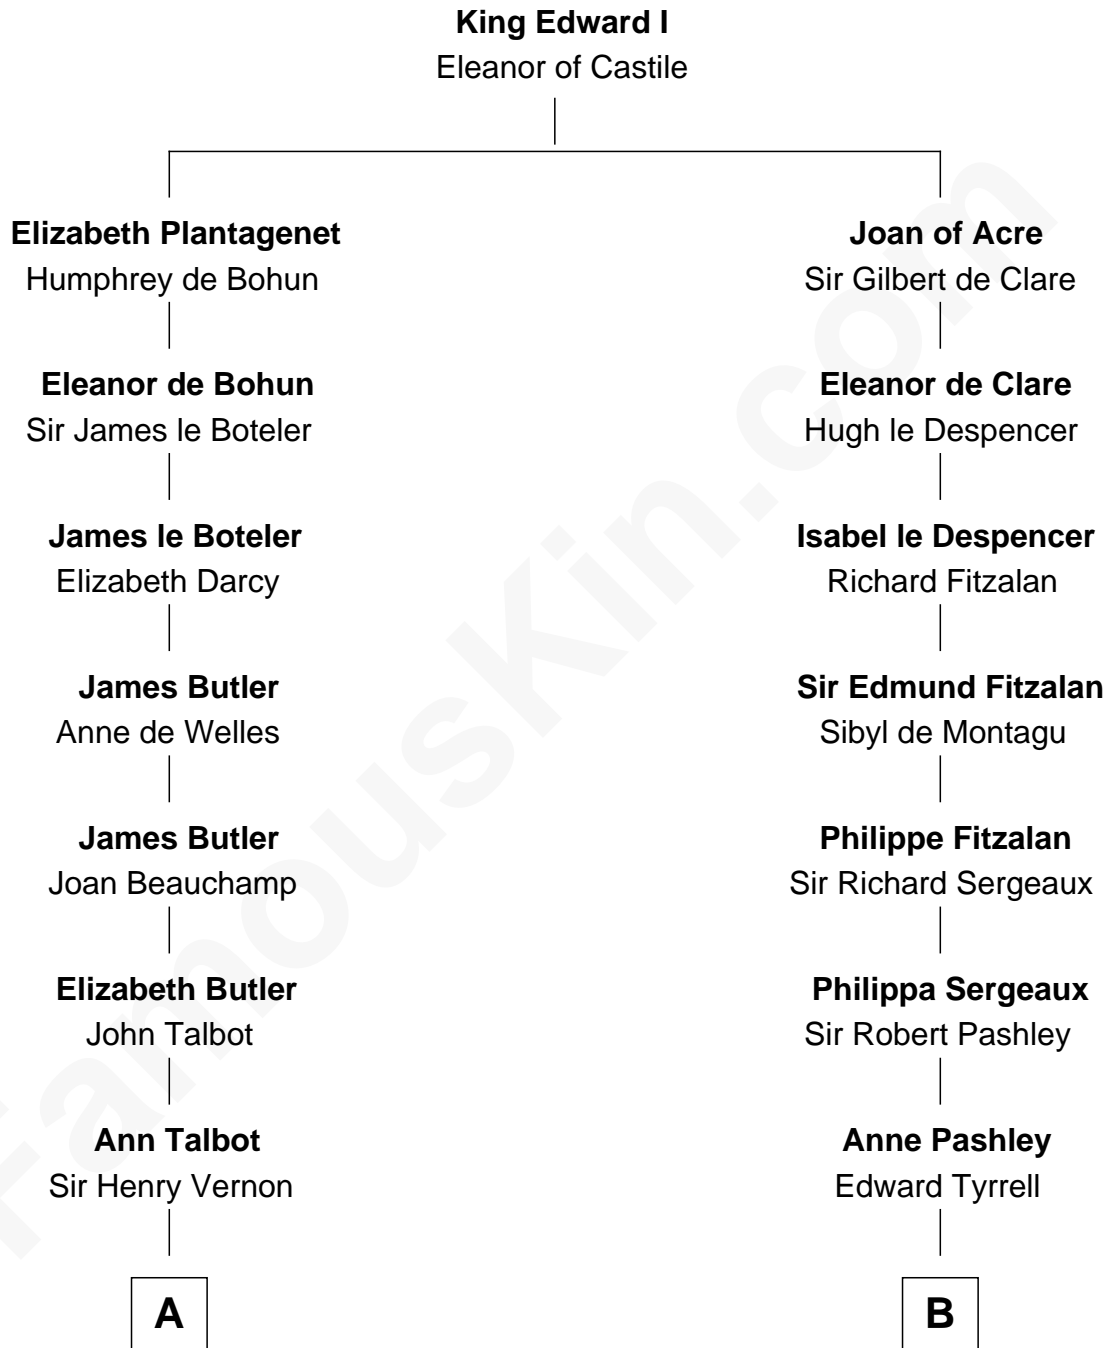 King Edward I
Eleanor of Castile
Elizabeth Plantagenet
Humphrey de Bohun
Joan of Acre
Sir Gilbert de Clare
Eleanor de Bohun
Sir James le Boteler
Eleanor de Clare
Hugh le Despencer
James le Boteler
Elizabeth Darcy
Isabel le Despencer
Richard Fitzalan
James Butler
Anne de Welles
Sir Edmund Fitzalan
Sibyl de Montagu
James Butler
Joan Beauchamp
Philippe Fitzalan
Sir Richard Sergeaux
Elizabeth Butler
John Talbot
Philippa Sergeaux
Sir Robert Pashley
Ann Talbot
Sir Henry Vernon
Anne Pashley
Edward Tyrrell
A
B
FamousKin.com